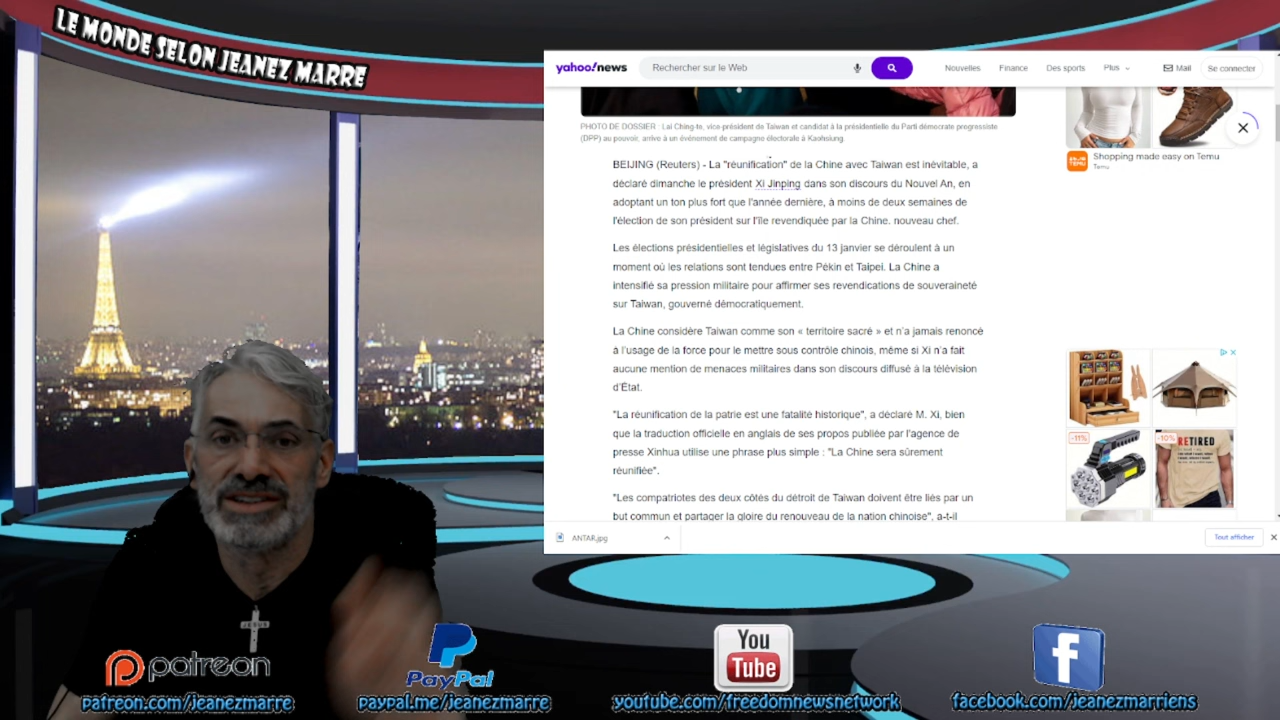 LE MONDE SELON JEANEZ MARRE
yahoo!news
Rechercher sur le Web
Nouvelles
Finance
Des sports
Plus
Mail
Se connecter
PHOTO DE DOSSIER : Lai Ching-te, vice-président de Taiwan et candidat à la présidentielle du Parti démocrate progressiste
(DPP) au pouvoir, arrive à un événement de campagne électorale à Kaohsiung.
BEIJING (Reuters) - La "réunification" de la Chine avec Taiwan est inévitable, a
déclaré dimanche le président Xi Jinping dans son discours du Nouvel An, en
adoptant un ton plus fort que l'année dernière, à moins de deux semaines de
l'élection de son président sur l'île revendiquée par la Chine. nouveau chef.
Les élections présidentielles et législatives du 13 janvier se déroulent à un
moment où les relations sont tendues entre Pékin et Taipei. La Chine a
intensifié sa pression militaire pour affirmer ses revendications de souveraineté
sur Taiwan, gouverné démocratiquement.
La Chine considère Taiwan comme son « territoire sacré » et n'a jamais renoncé
à l'usage de la force pour le mettre sous contrôle chinois, même si Xi n'a fait
aucune mention de menaces militaires dans son discours diffusé à la télévision
d'État.
"La réunification de la patrie est une fatalité historique", a déclaré M. Xi, bien
que la traduction officielle en anglais de ses propos publiée par l'agence de
presse Xinhua utilise une phrase plus simple : "La Chine sera sûrement
réunifiée".
"Les compatriotes des deux côtés du détroit de Taiwan doivent être liés par un
but commun et partager la gloire du renouveau de la nation chinoise", a-t-il
Shopping made easy on Temu
Temu
-11%
-10%
RETIRED
ANTAR.jpg
Tout afficher
JESUS
patreon
patreon.com/jeanezmarre
PayPal
paypal.me/jeanezmarre
You
Tube
youtube.com/freedomnewsnetwork
f
facebook.com/jeanezmarriens